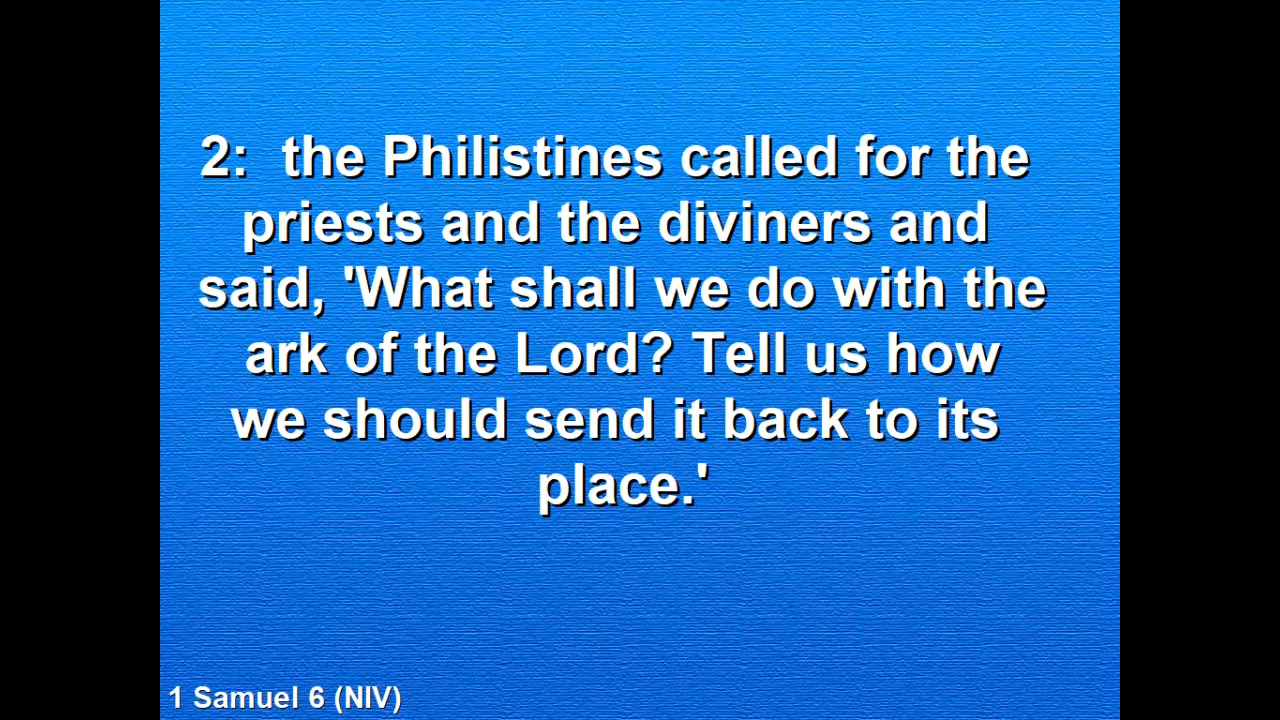 2:  the Philistines called for the
priests and the diviners and
said, 'What shall we do with the
ark of the Lord? Tell us how
we should send it back to its
place.'
1 Samuel 6 (NIV)